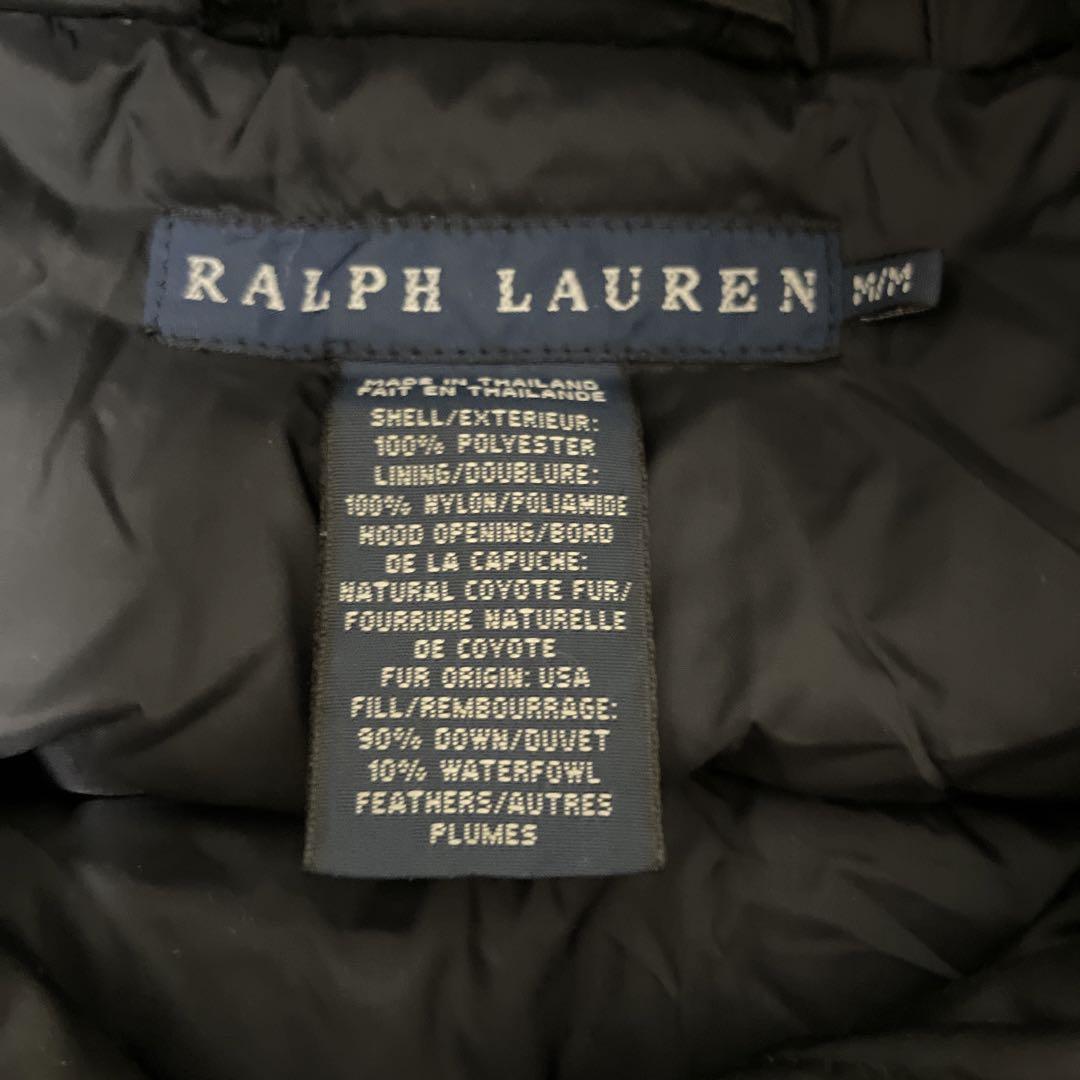 RALPH LAUREN
M/M
MADE IN THAILAND
FAIT EN THAILANDE
SHELL/EXTERIEUR:
100% POLYESTER
LINING/DOUBLURE:
100% NYLON/POLIAMIDE
HOOD OPENING/BORD
DE LA CAPUCHE:
NATURAL COYOTE FUR/
FOURRURE NATURELLE
DE COYOTE
FUR ORIGIN: USA
FILL/REMBOURRAGE:
90% DOWN/DUVET
10% WATERFOWL
FEATHERS/AUTRES
PLUMES